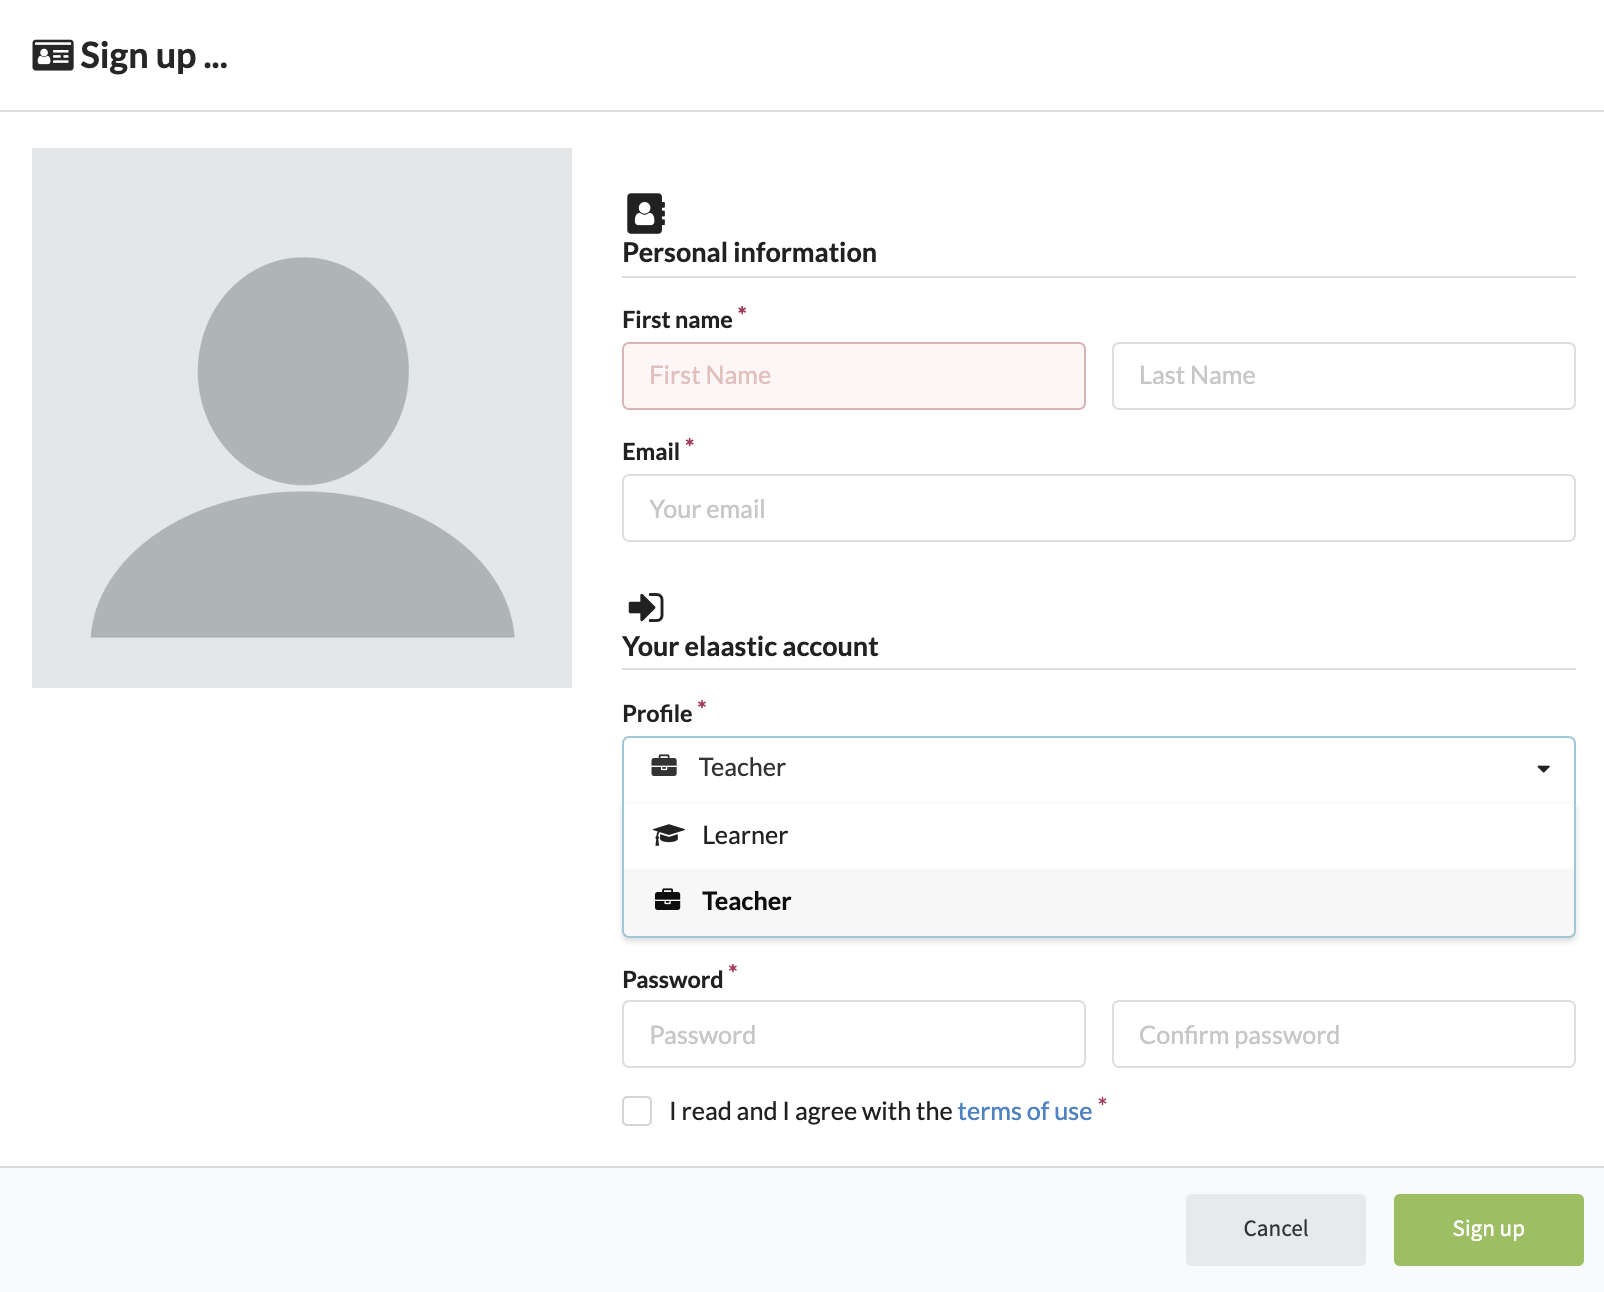 Sign up ...
Personal information
First name *
First Name
Last Name
Email *
Your email
Your elaastic account
Profile *
Teacher
Learner
Teacher
Password *
Password
Confirm password
I read and I agree with the terms of use *
Cancel
Sign up